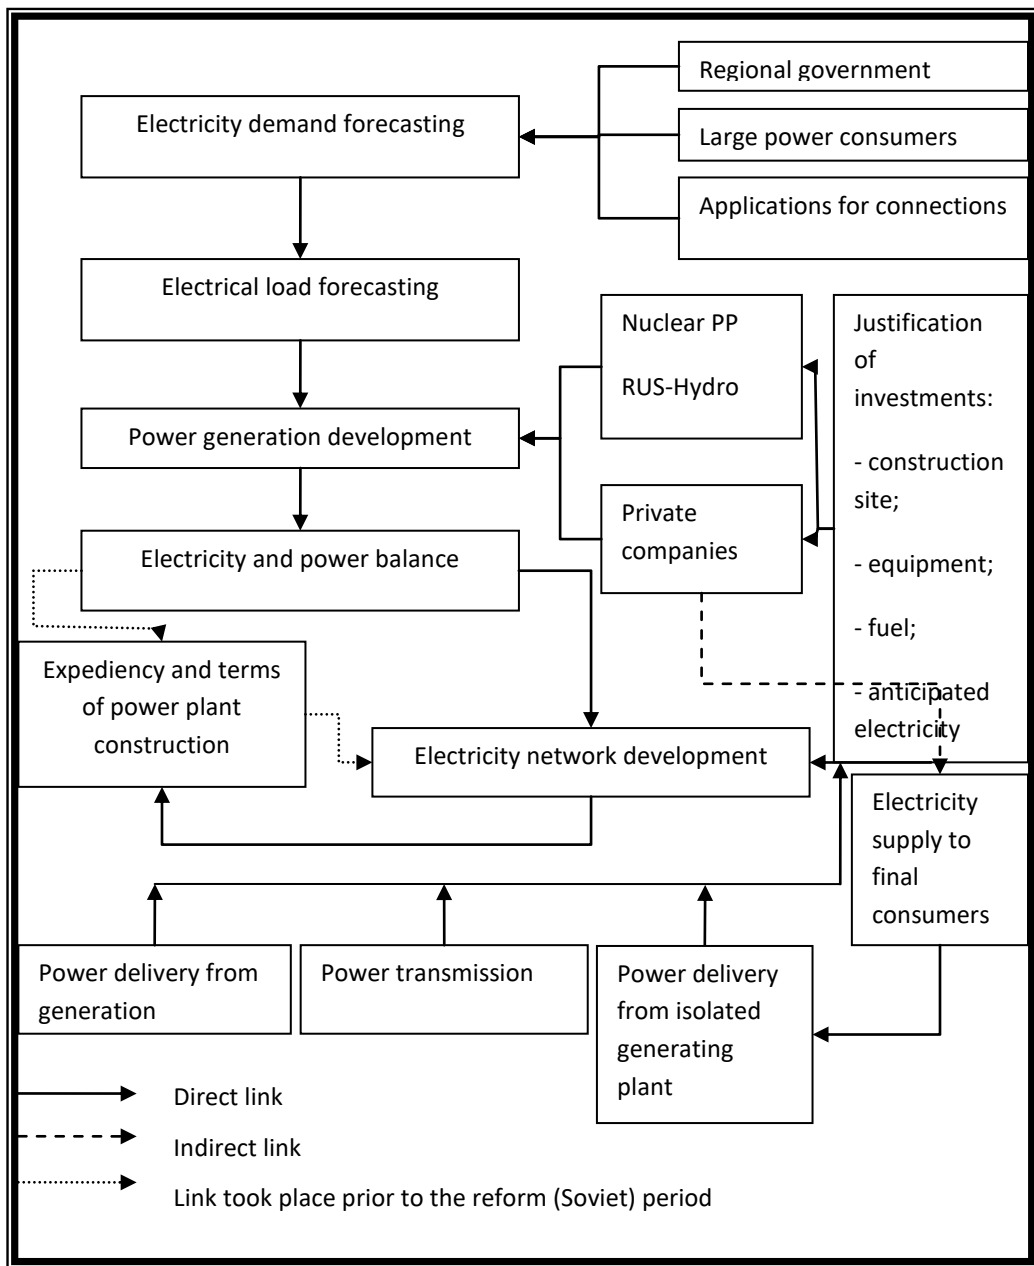 Regional government
Electricity demand forecasting
Large power consumers
Applications for connections
Electrical load forecasting
Nuclear PP
RUS-Hydro
Justification
of
investments:
- construction
site;
- equipment;
- fuel;
- anticipated
electricity
Power generation development
Private
companies
Electricity and power balance
Expediency and terms
of power plant
construction
Electricity network development
Electricity
supply to
final
consumers
Power delivery from
generation
Power transmission
Power delivery
from isolated
generating
plant
Direct link
Indirect link
Link took place prior to the reform (Soviet) period